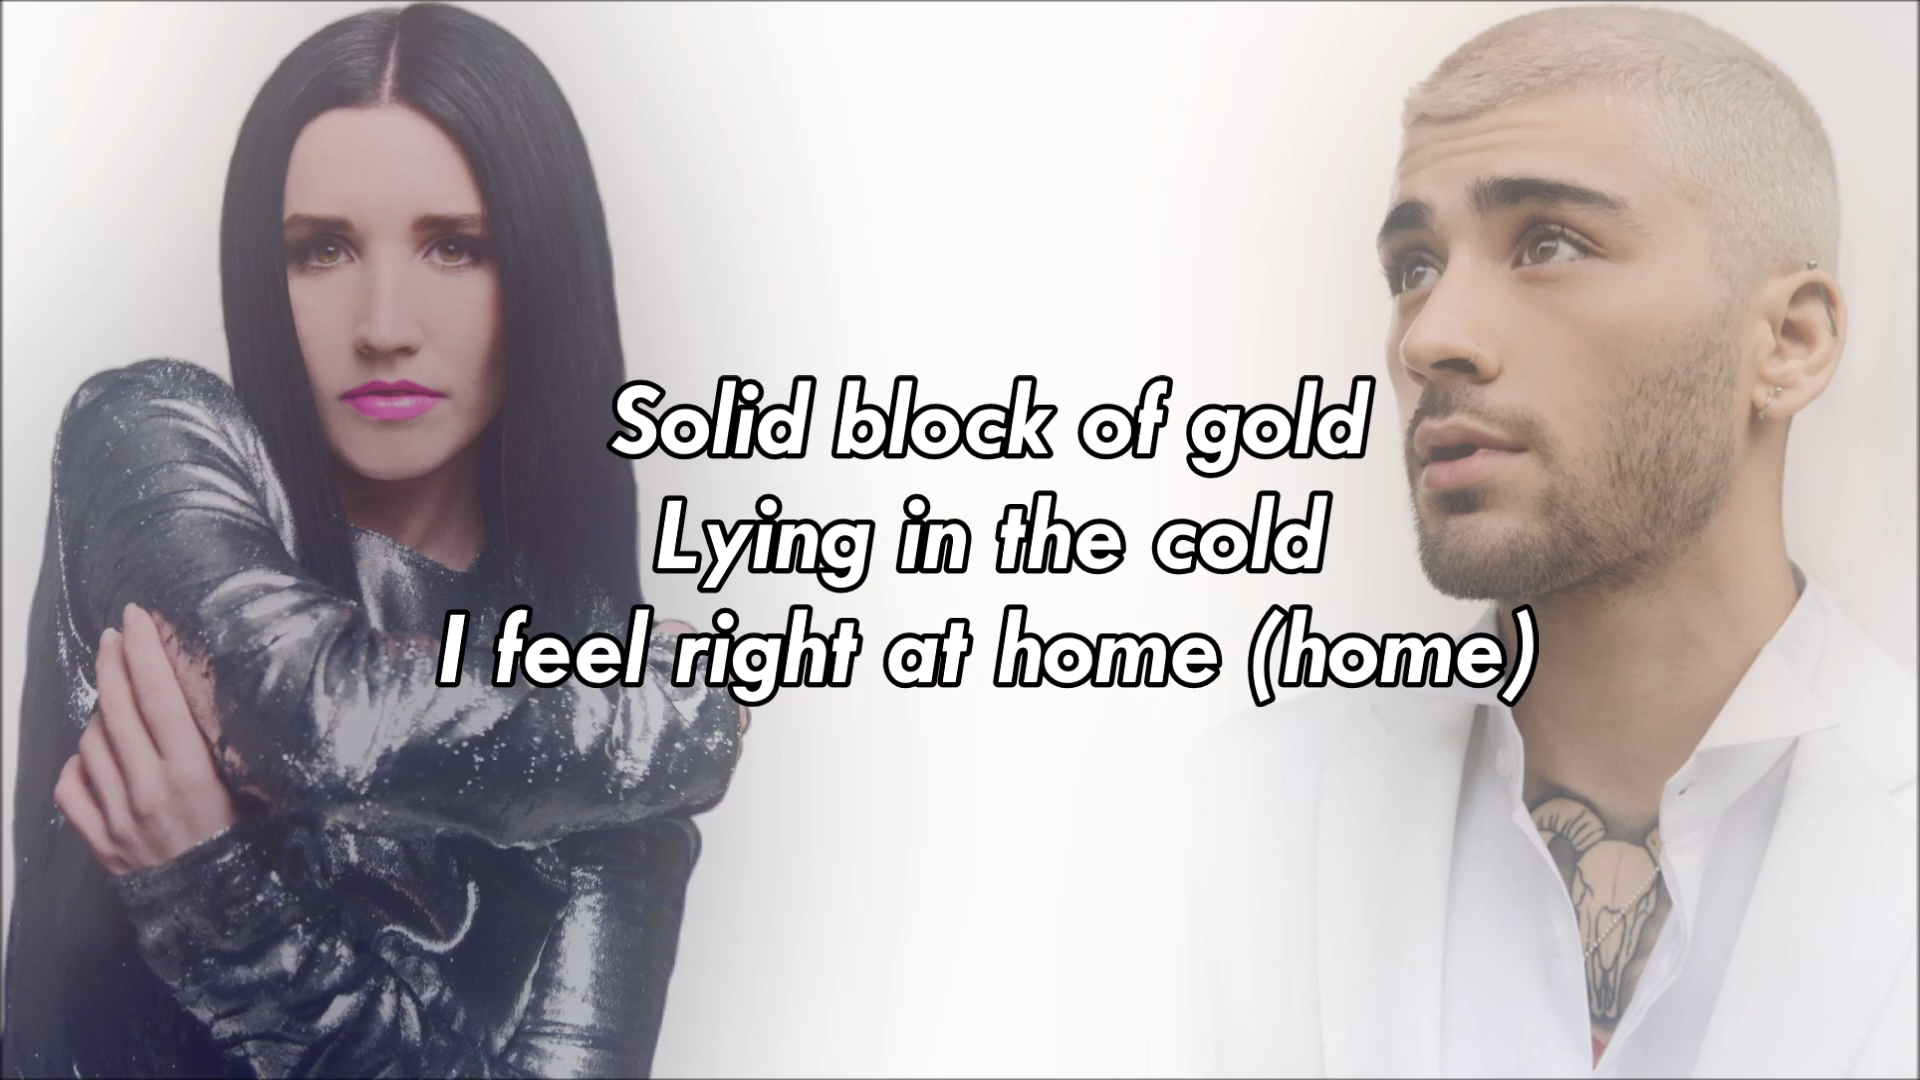 Solid block of gold
Lying in the cold
I feel right at home (home)